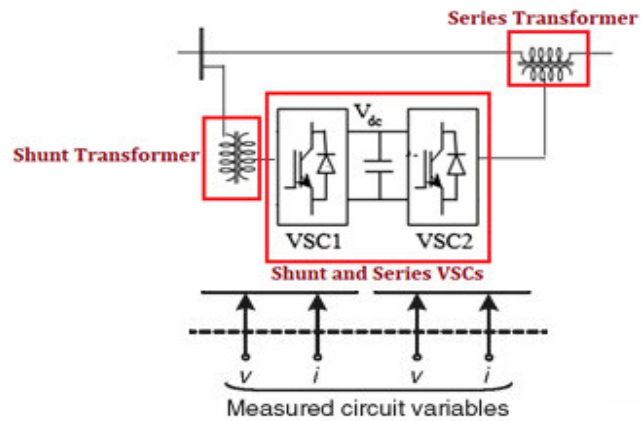 Series Transformer
Shunt Transformer
Vdc
VSC1
VSC2
Shunt and Series VSCs
v
i
v
i
Measured circuit variables